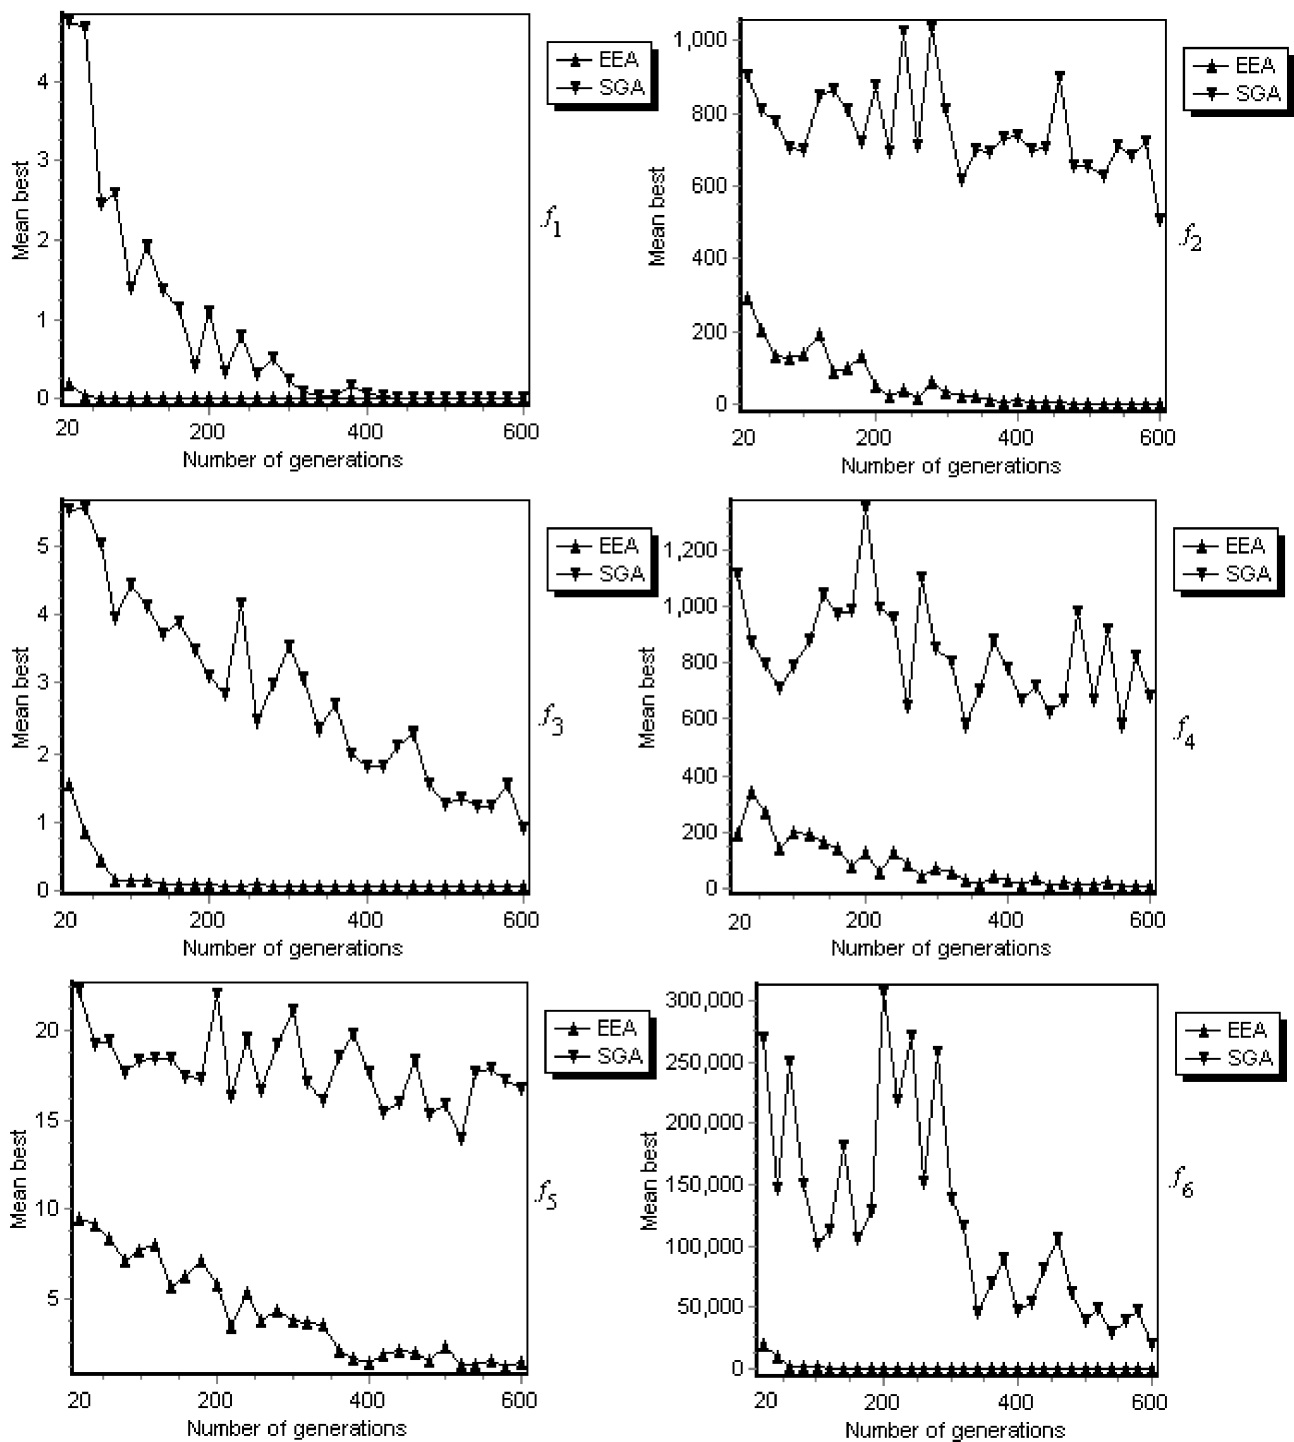 4
3
2
1
0
Mean best
20 200 400 600
Number of generations
EEA
SGA
f1
1,000
800
600
400
200
0
Mean best
20 200 400 600
Number of generations
EEA
SGA
f2
5
4
3
2
1
0
Mean best
20 200 400 600
Number of generations
EEA
SGA
f3
1,200
1,000
800
600
400
200
0
Mean best
20 200 400 600
Number of generations
EEA
SGA
f4
20
15
10
5
Mean best
20 200 400 600
Number of generations
EEA
SGA
f5
300,000
250,000
200,000
150,000
100,000
50,000
0
Mean best
20 200 400 600
Number of generations
EEA
SGA
f6